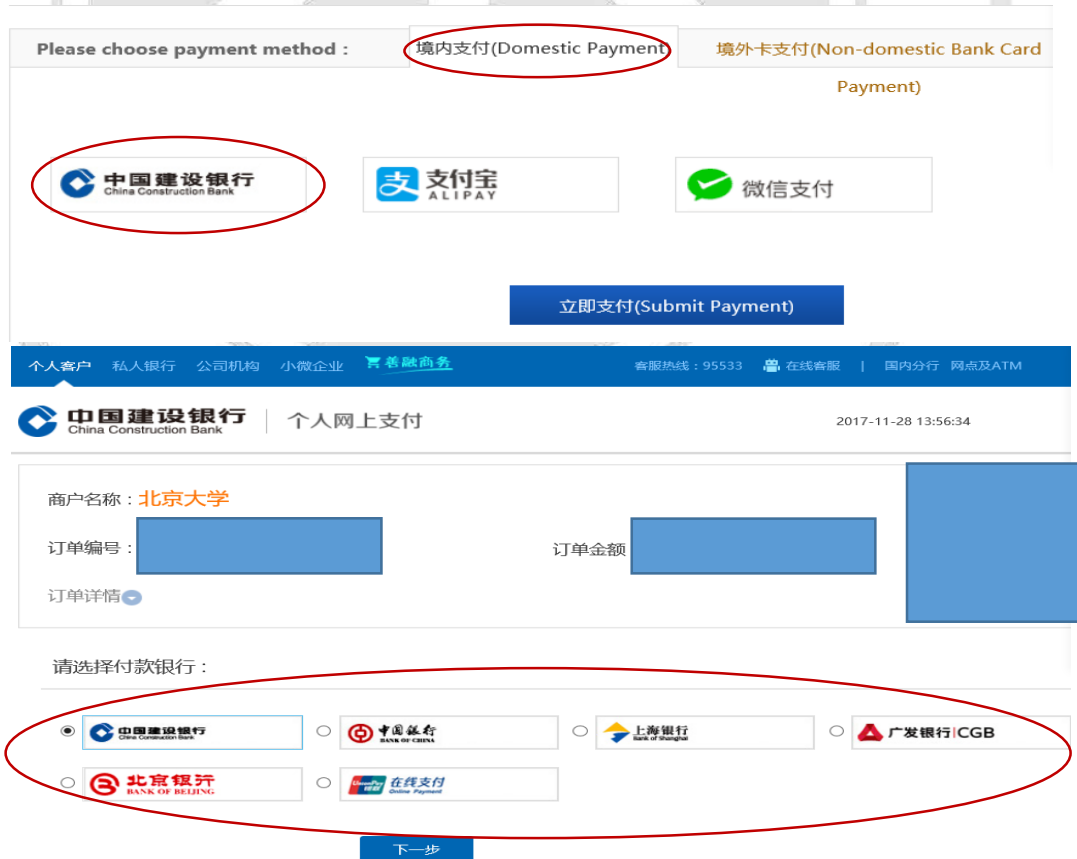 Please choose payment method :
境内支付(Domestic Payment
境外卡支付(Non-domestic Bank Card
Payment)
中国建设银行
China Construction Bank
支付宝
ALIPAY
微信支付
立即支付(Submit Payment)
个人客户 私人银行 公司机构 小微企业 善融商务 客服热线：95533 在线客服 | 国内分行 网点及ATM
中国建设银行
China Construction Bank
个人网上支付
2017-11-28 13:56:34
商户名称：北京大学
订单编号： 订单金额
订单详情
请选择付款银行：
中国建设银行
China Construction Bank
中国银行
BANK OF CHINA
上海银行
Bank of Shanghai
广发银行|CGB
北京银行
BANK OF BEIJING
UnionPay
银联
在线支付
Online Payment
下一步